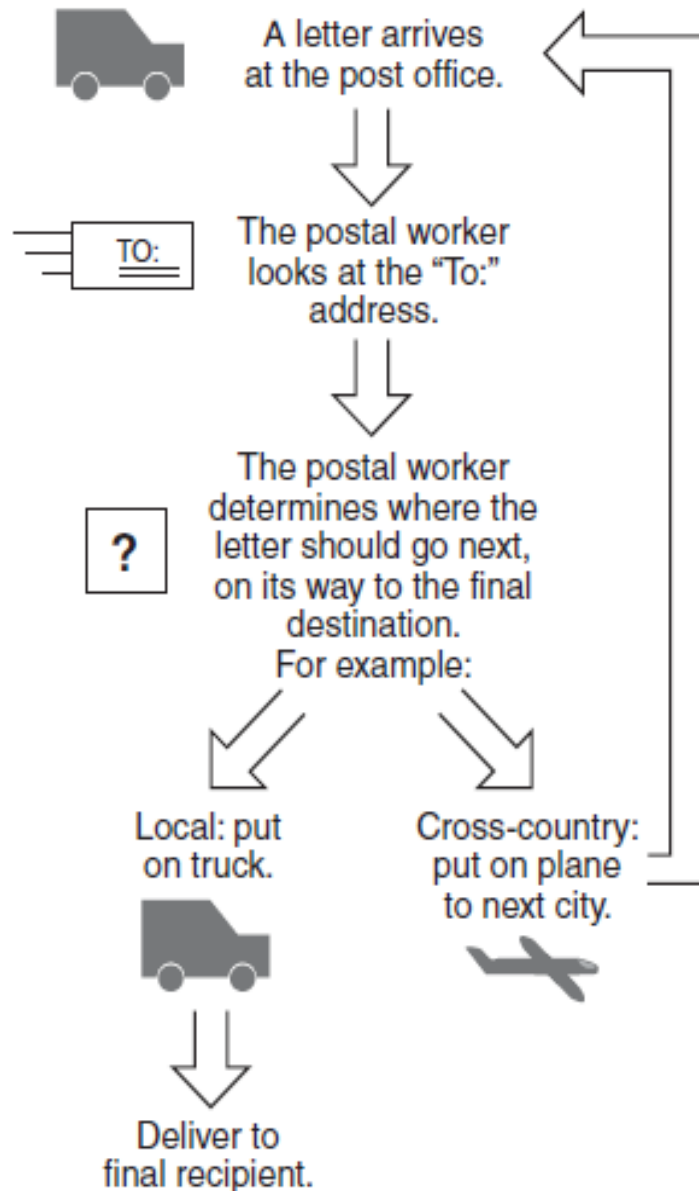 A letter arrives
at the post office.
TO:
The postal worker
looks at the “To:”
address.
?
The postal worker
determines where the
letter should go next,
on its way to the final
destination.
For example:
Local: put
on truck.
Cross-country:
put on plane
to next city.
Deliver to
final recipient.